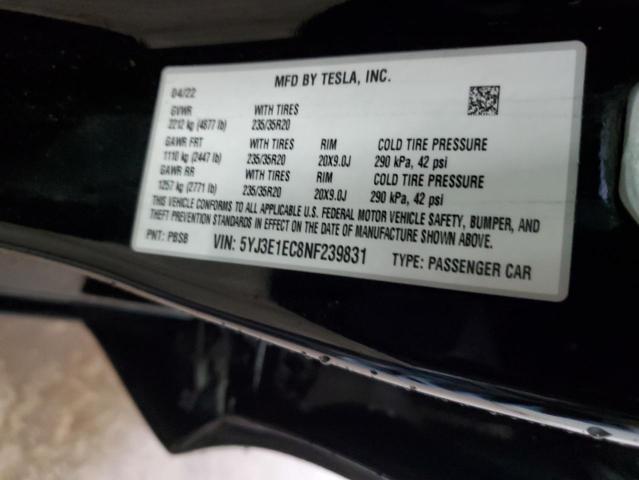 MFD BY TESLA, INC.
04/22
GVWR WITH TIRES
2212 kg (4877 lb) 235/35R20
GAWR FRT WITH TIRES RIM COLD TIRE PRESSURE
1110 kg (2447 lb) 235/35R20 20X9.0J 290 kPa, 42 psi
GAWR RR WITH TIRES RIM COLD TIRE PRESSURE
1257 kg (2771 lb) 235/35R20 20X9.0J 290 kPa, 42 psi
THIS VEHICLE CONFORMS TO ALL APPLICABLE U.S. FEDERAL MOTOR VEHICLE SAFETY, BUMPER, AND
THEFT PREVENTION STANDARDS IN EFFECT ON THE DATE OF MANUFACTURE SHOWN ABOVE.
PNT: PBSB VIN: 5YJ3E1EC8NF239831 TYPE: PASSENGER CAR